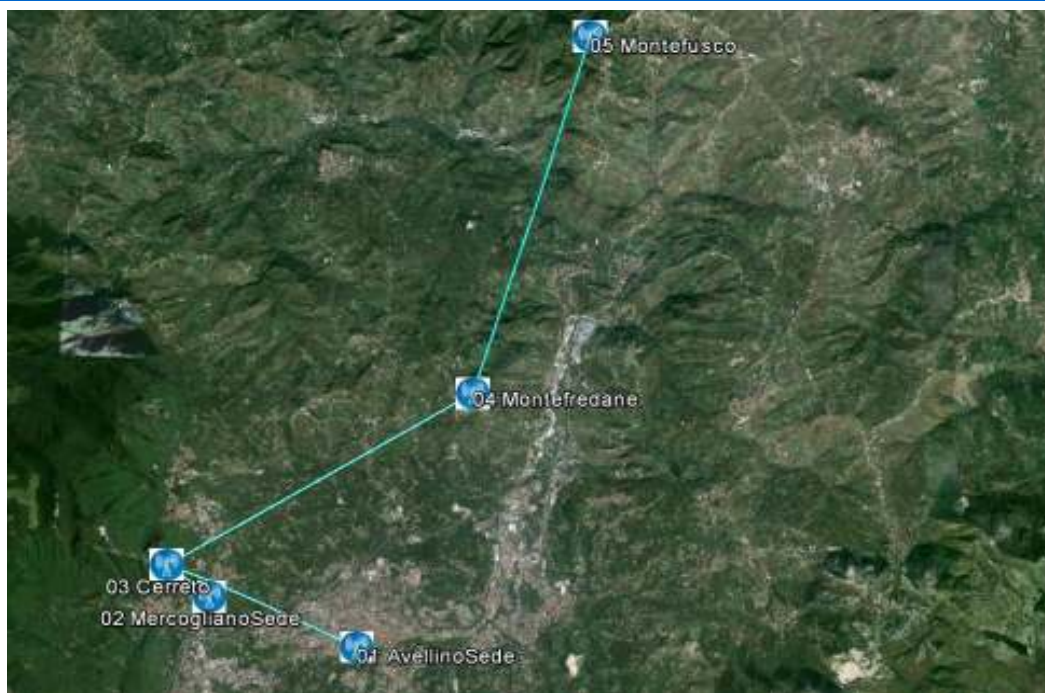 05 Montefusco
04 Montefredane
03 Cerreto
02 MercoglianoSede
01 AvellinoSede